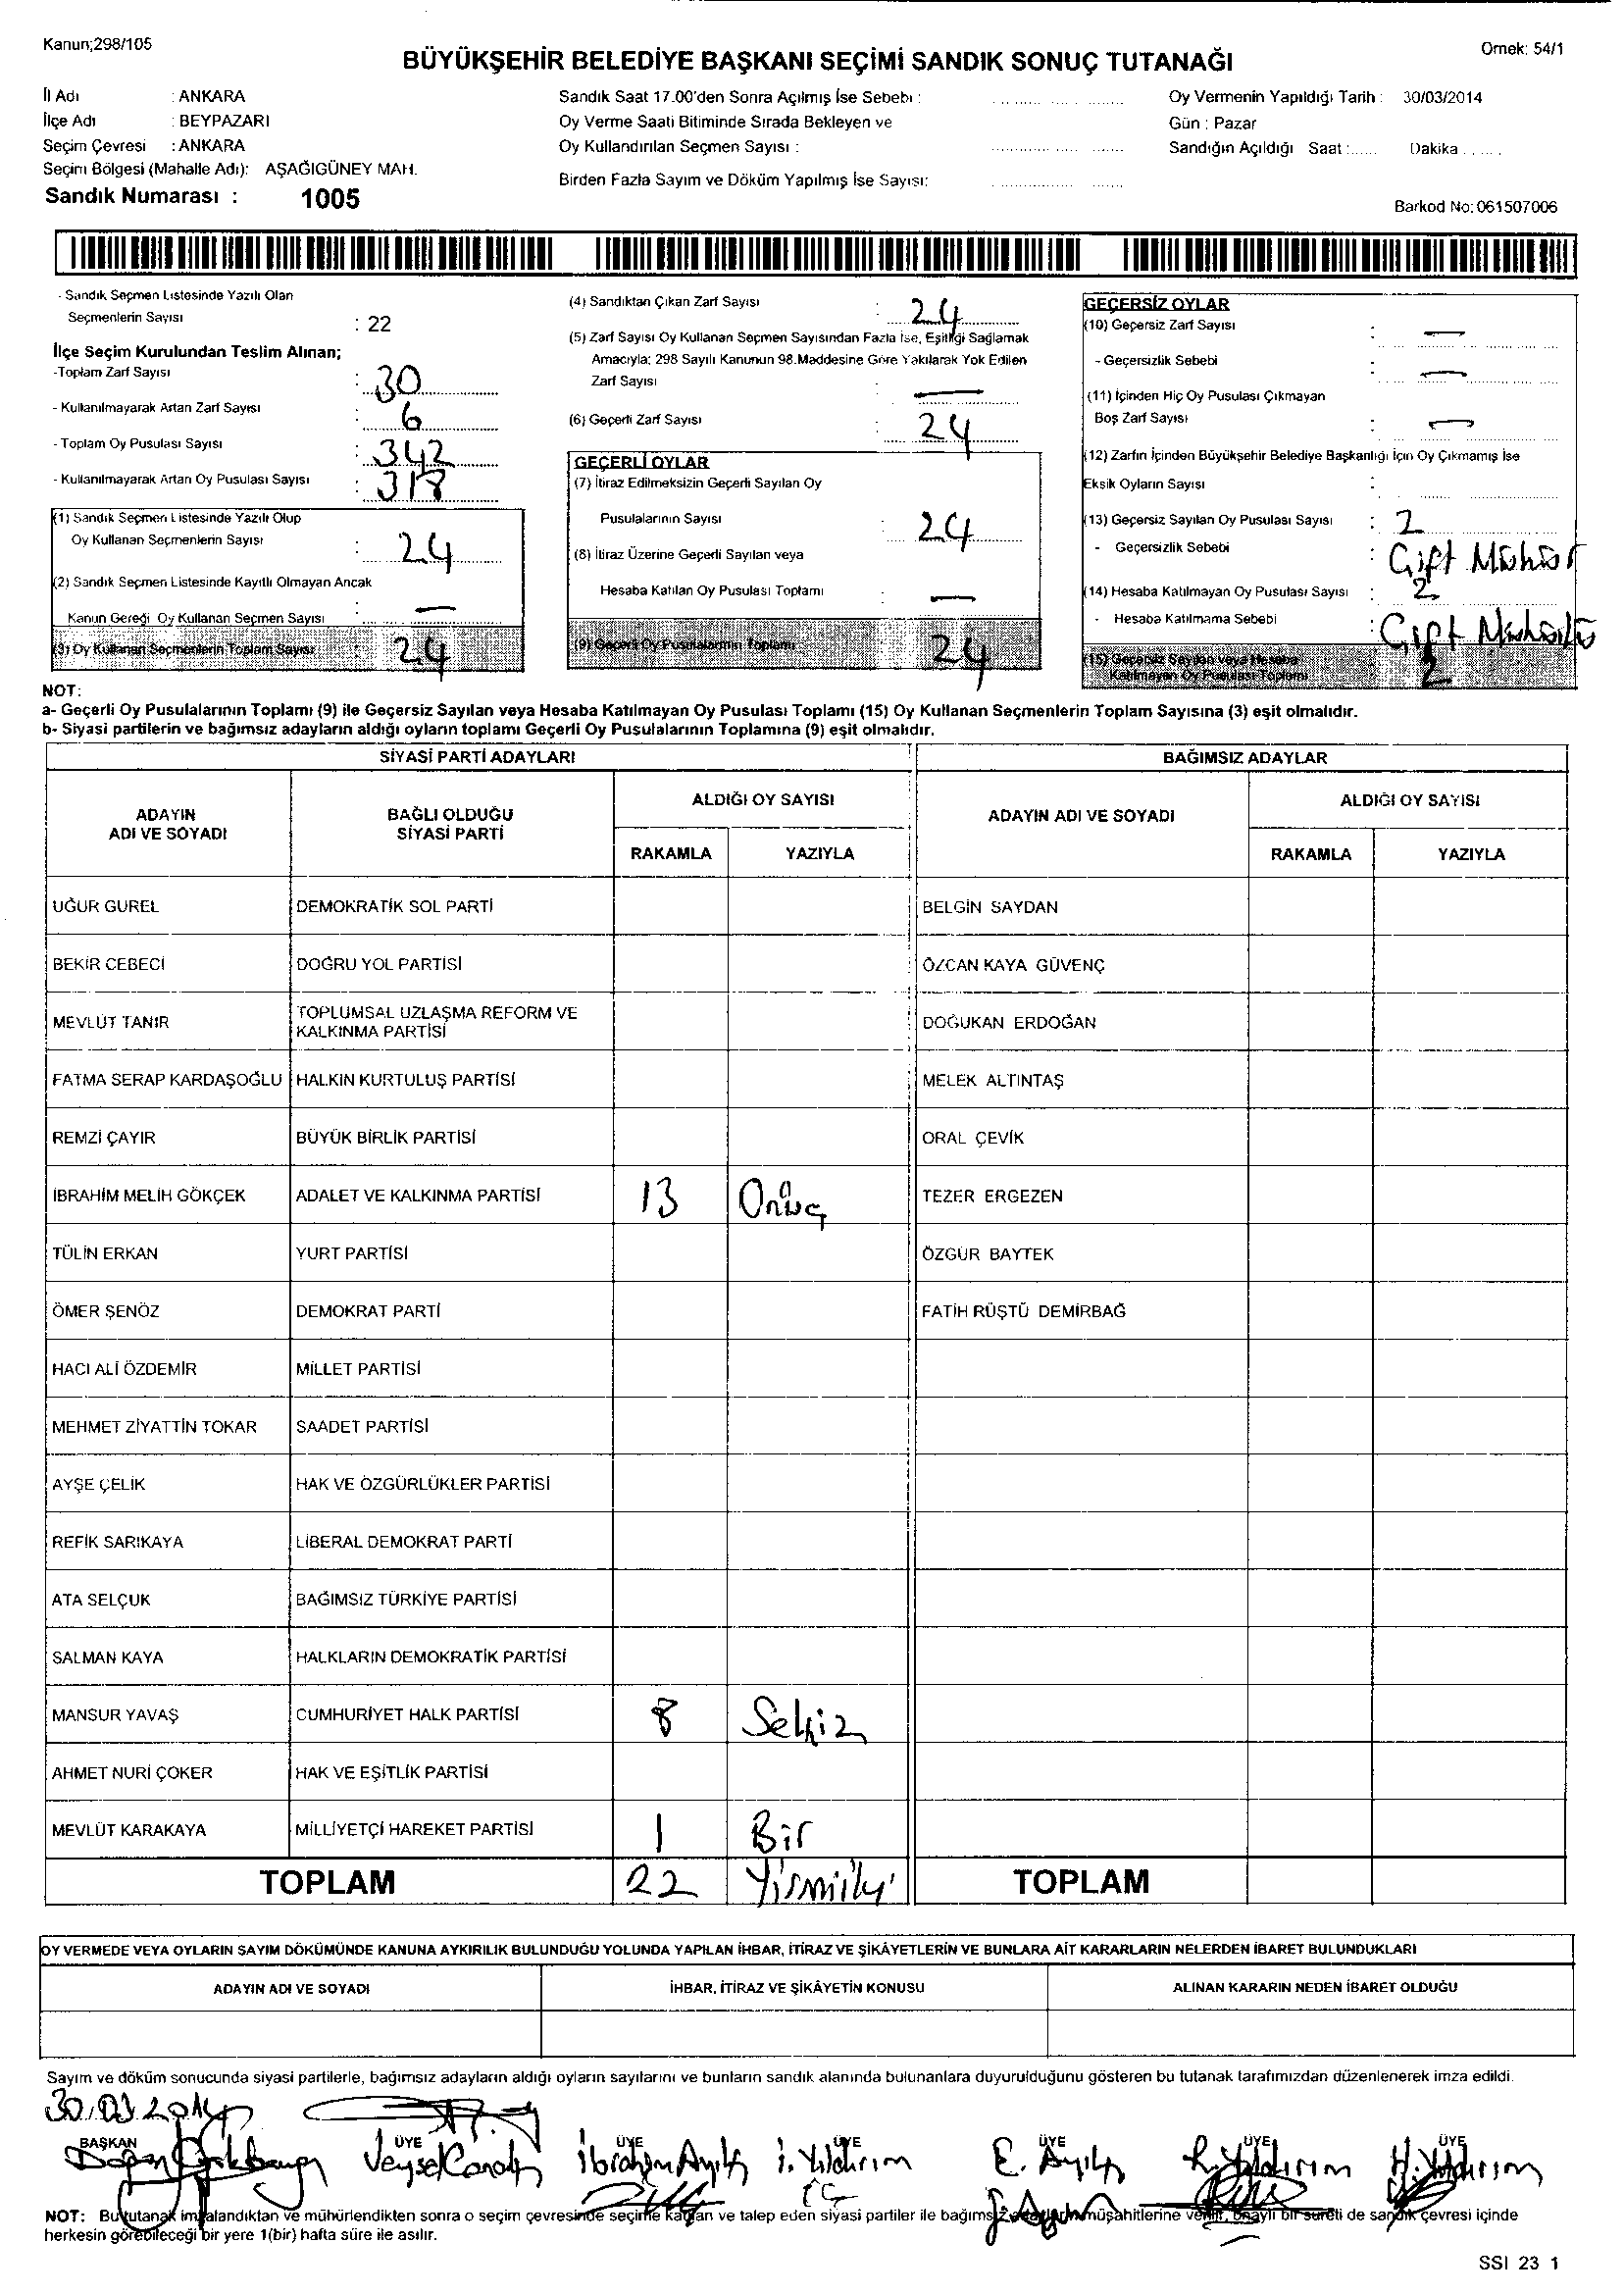 Kanun;298/105
Örnek: 54/1
BÜYÜKŞEHİR BELEDİYE BAŞKANI SEÇİMİ SANDIK SONUÇ TUTANAĞI
İl Adı : ANKARA
İlçe Adı : BEYPAZARI
Seçim Çevresi : ANKARA
Seçim Bölgesi (Mahalle Adı): AŞAĞIGÜNEY MAH.
Sandık Numarası : 1005
Sandık Saat 17.00'den Sonra Açılmış İse Sebebi :
Oy Verme Saati Bitiminde Sırada Bekleyen ve
Oy Kullandırılan Seçmen Sayısı :
Birden Fazla Sayım ve Döküm Yapılmış İse Sayısı:
Oy Vermenin Yapıldığı Tarih : 30/03/2014
Gün : Pazar
Sandığın Açıldığı Saat :...... Dakika ......
Barkod No: 061507006
- Sandık Seçmen Listesinde Yazılı Olan
Seçmenlerin Sayısı : 22
İlçe Seçim Kurulundan Teslim Alınan;
-Toplam Zarf Sayısı : 30
- Kullanılmayarak Artan Zarf Sayısı : 6
- Toplam Oy Pusulası Sayısı : 342
- Kullanılmayarak Artan Oy Pusulası Sayısı : 318
(1) Sandık Seçmen Listesinde Yazılı Olup
Oy Kullanan Seçmenlerin Sayısı : 24
(2) Sandık Seçmen Listesinde Kayıtlı Olmayan Ancak
Kanun Gereği Oy Kullanan Seçmen Sayısı : —
(3) Oy Kullanan Seçmenlerin Toplam Sayısı : 24
(4) Sandıktan Çıkan Zarf Sayısı : 24
(5) Zarf Sayısı Oy Kullanan Seçmen Sayısından Fazla İse, Eşitliği Sağlamak
Amacıyla; 298 Sayılı Kanunun 98.Maddesine Göre Yakılarak Yok Edilen
Zarf Sayısı : —
(6) Geçerli Zarf Sayısı : 24
GEÇERLİ OYLAR
(7) İtiraz Edilmeksizin Geçerli Sayılan Oy
Pusulalarının Sayısı : 24
(8) İtiraz Üzerine Geçerli Sayılan veya
Hesaba Katılan Oy Pusulası Toplamı : —
(9) Geçerli Oy Pusulalarının Toplamı : 24
GEÇERSİZ OYLAR
(10) Geçersiz Zarf Sayısı : —
- Geçersizlik Sebebi : —
(11) İçinden Hiç Oy Pusulası Çıkmayan
Boş Zarf Sayısı : —
(12) Zarfın İçinden Büyükşehir Belediye Başkanlığı İçin Oy Çıkmamış İse
Eksik Oyların Sayısı :
(13) Geçersiz Sayılan Oy Pusulası Sayısı : 2
- Geçersizlik Sebebi : Çift Mühür
(14) Hesaba Katılmayan Oy Pusulası Sayısı : 2
- Hesaba Katılmama Sebebi : Çift Mühürlü
(15) Geçersiz Sayılan veya Hesaba
Katılmayan Oy Pusulası Toplamı : 2
NOT:
a- Geçerli Oy Pusulalarının Toplamı (9) ile Geçersiz Sayılan veya Hesaba Katılmayan Oy Pusulası Toplamı (15) Oy Kullanan Seçmenlerin Toplam Sayısına (3) eşit olmalıdır.
b- Siyasi partilerin ve bağımsız adayların aldığı oyların toplamı Geçerli Oy Pusulalarının Toplamına (9) eşit olmalıdır.
SİYASİ PARTİ ADAYLARI BAĞIMSIZ ADAYLAR
ADAYIN ADI VE SOYADI BAĞLI OLDUĞU SİYASİ PARTİ ALDIĞI OY SAYISI ADAYIN ADI VE SOYADI ALDIĞI OY SAYISI
RAKAMLA YAZIYLA RAKAMLA YAZIYLA
UĞUR GÜREL DEMOKRATİK SOL PARTİ BELGİN SAYDAN
BEKİR CEBECİ DOĞRU YOL PARTİSİ ÖZCAN KAYA GÜVENÇ
MEVLÜT TANIR TOPLUMSAL UZLAŞMA REFORM VE KALKINMA PARTİSİ DOĞUKAN ERDOĞAN
FATMA SERAP KARDAŞOĞLU HALKIN KURTULUŞ PARTİSİ MELEK ALTINTAŞ
REMZİ ÇAYIR BÜYÜK BİRLİK PARTİSİ ORAL ÇEVİK
İBRAHİM MELİH GÖKÇEK ADALET VE KALKINMA PARTİSİ 13 Onüç TEZER ERGEZEN
TÜLİN ERKAN YURT PARTİSİ ÖZGÜR BAYTEK
ÖMER ŞENÖZ DEMOKRAT PARTİ FATİH RÜŞTÜ DEMİRBAĞ
HACI ALİ ÖZDEMİR MİLLET PARTİSİ
MEHMET ZİYATTİN TOKAR SAADET PARTİSİ
AYŞE ÇELİK HAK VE ÖZGÜRLÜKLER PARTİSİ
REFİK SARIKAYA LİBERAL DEMOKRAT PARTİ
ATA SELÇUK BAĞIMSIZ TÜRKİYE PARTİSİ
SALMAN KAYA HALKLARIN DEMOKRATİK PARTİSİ
MANSUR YAVAŞ CUMHURİYET HALK PARTİSİ 8 Sekiz
AHMET NURİ ÇOKER HAK VE EŞİTLİK PARTİSİ
MEVLÜT KARAKAYA MİLLİYETÇİ HAREKET PARTİSİ 1 Bir
TOPLAM 22 Yirmiiki TOPLAM
OY VERMEDE VEYA OYLARIN SAYIM DÖKÜMÜNDE KANUNA AYKIRILIK BULUNDUĞU YOLUNDA YAPILAN İHBAR, İTİRAZ VE ŞİKÂYETLERİN VE BUNLARA AİT KARARLARIN NELERDEN İBARET BULUNDUKLARI
ADAYIN ADI VE SOYADI İHBAR, İTİRAZ VE ŞİKÂYETİN KONUSU ALINAN KARARIN NEDEN İBARET OLDUĞU
Sayım ve döküm sonucunda siyasi partilerle, bağımsız adayların aldığı oyların sayılarını ve bunların sandık alanında bulunanlara duyurulduğunu gösteren bu tutanak tarafımızdan düzenlenerek imza edildi.
30.03.2014
BAŞKAN ÜYE ÜYE ÜYE ÜYE ÜYE ÜYE
Doğan Veysel İbrahim İ. Yıldırım E. R. Yıldırım H. Yıldırım
NOT: Bu tutanak imzalandıktan ve mühürlendikten sonra o seçim çevresinde seçime katılan ve talep eden siyasi partiler ile bağımsız adayların müşahitlerine verilir, onaylı bir sureti de sandık çevresi içinde
herkesin görebileceği bir yere 1(bir) hafta süre ile asılır.
SSI 23 1